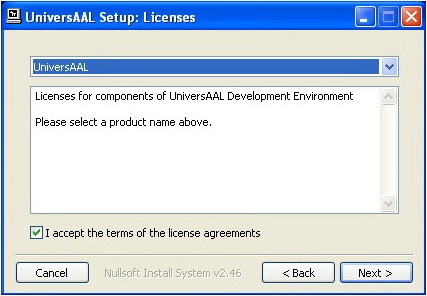 UniversAAL Setup: Licenses
UniversAAL
Licenses for components of UniversAAL Development Environment
Please select a product name above.
I accept the terms of the license agreements
Cancel
Nullsoft Install System v2.46
< Back
Next >